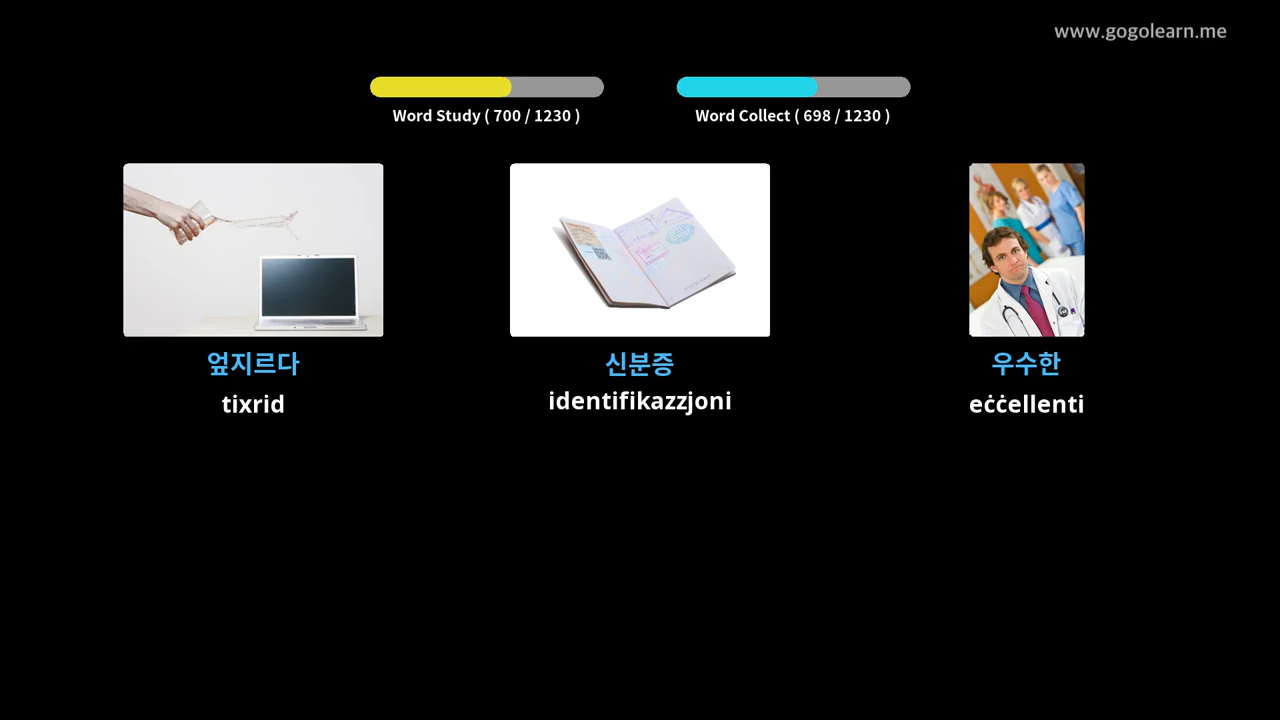 www.gogolearn.me
Word Study ( 700 / 1230 )
Word Collect ( 698 / 1230 )
엎지르다
신분증
우수한
tixrid
identifikazzjoni
eċċellenti